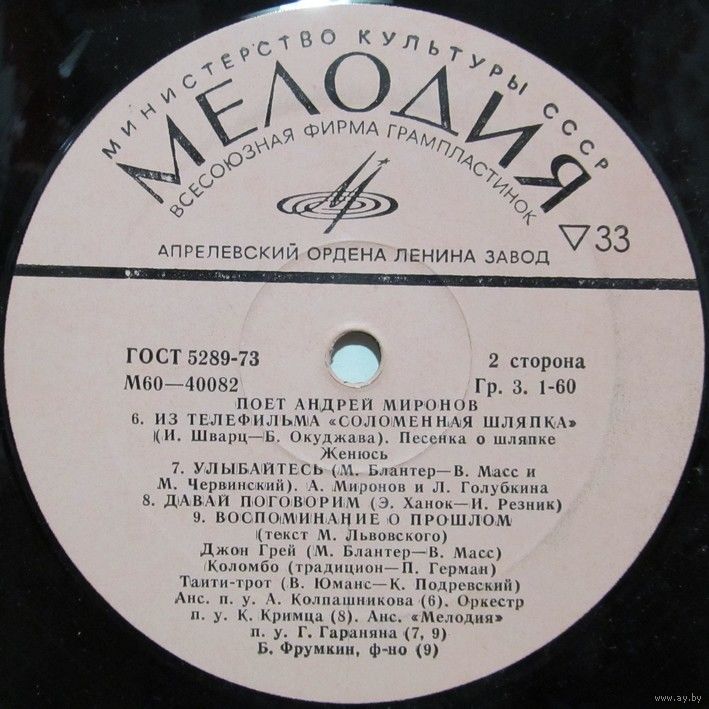 МИНИСТЕРСТВО КУЛЬТУРЫ СССР
МЕЛОДИЯ
ВСЕСОЮЗНАЯ ФИРМА ГРАМПЛАСТИНОК
АПРЕЛЕВСКИЙ ОРДЕНА ЛЕНИНА ЗАВОД
▽33
ГОСТ 5289-73
2 сторона
М60—40082
Гр. 3. 1-60
ПОЕТ АНДРЕЙ МИРОНОВ
6. ИЗ ТЕЛЕФИЛЬМА «СОЛОМЕННАЯ ШЛЯПКА»
(И. Шварц—Б. Окуджава). Песенка о шляпке
Женюсь
7. УЛЫБАЙТЕСЬ (М. Блантер—В. Масс и
М. Червинский). А. Миронов и Л. Голубкина
8. ДАВАЙ ПОГОВОРИМ (Э. Ханок—И. Резник)
9. ВОСПОМИНАНИЕ О ПРОШЛОМ
(текст М. Львовского)
Джон Грей (М. Блантер—В. Масс)
Коломбо (традицион—П. Герман)
Таити-трот (В. Юманс—К. Подревский)
Анс. п. у. А. Колпашникова (6). Оркестр
п. у. К. Кримца (8). Анс. «Мелодия»
п. у. Г. Гараняна (7, 9)
Б. Фрумкин, ф-но (9)
www.ay.by